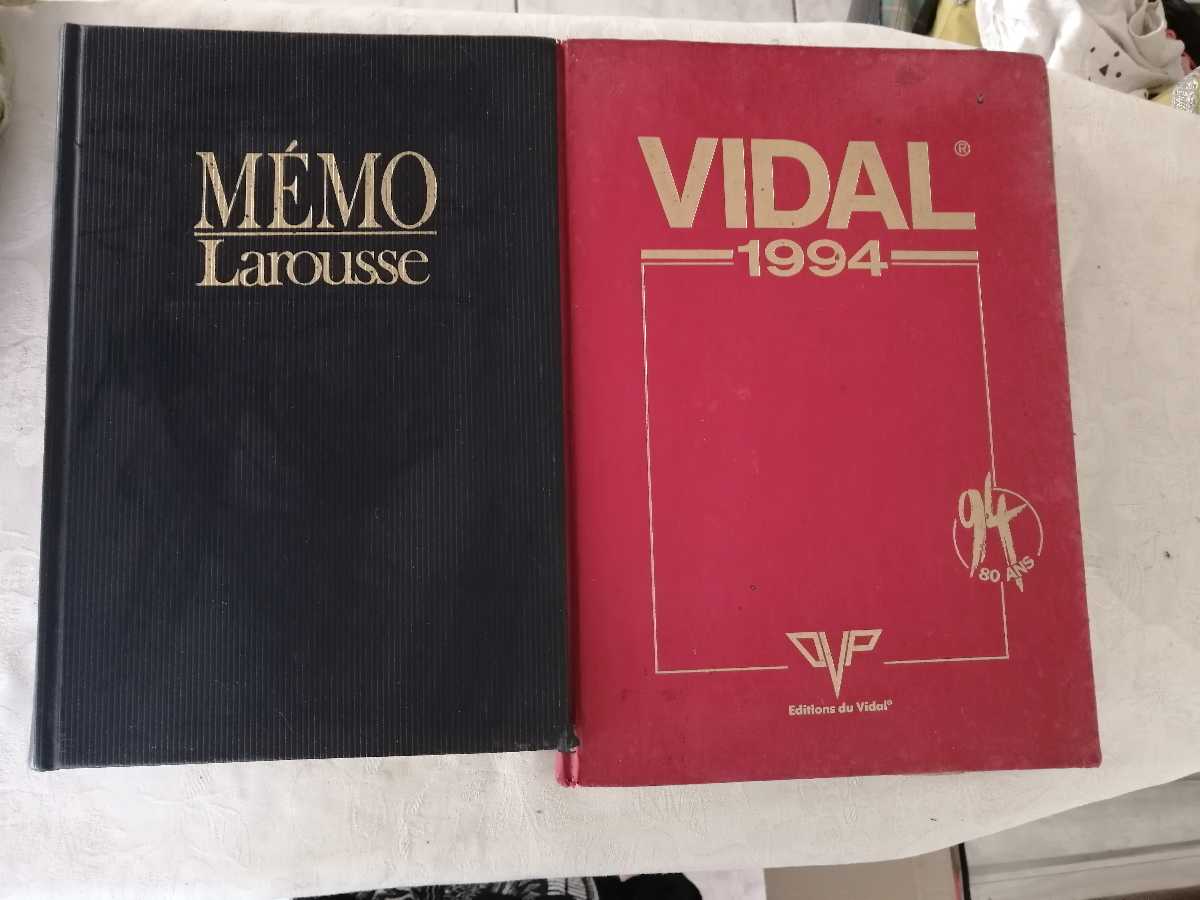 MÉMO
Larousse
VIDAL®
1994
94
80 ANS
OVP
Editions du Vidal®